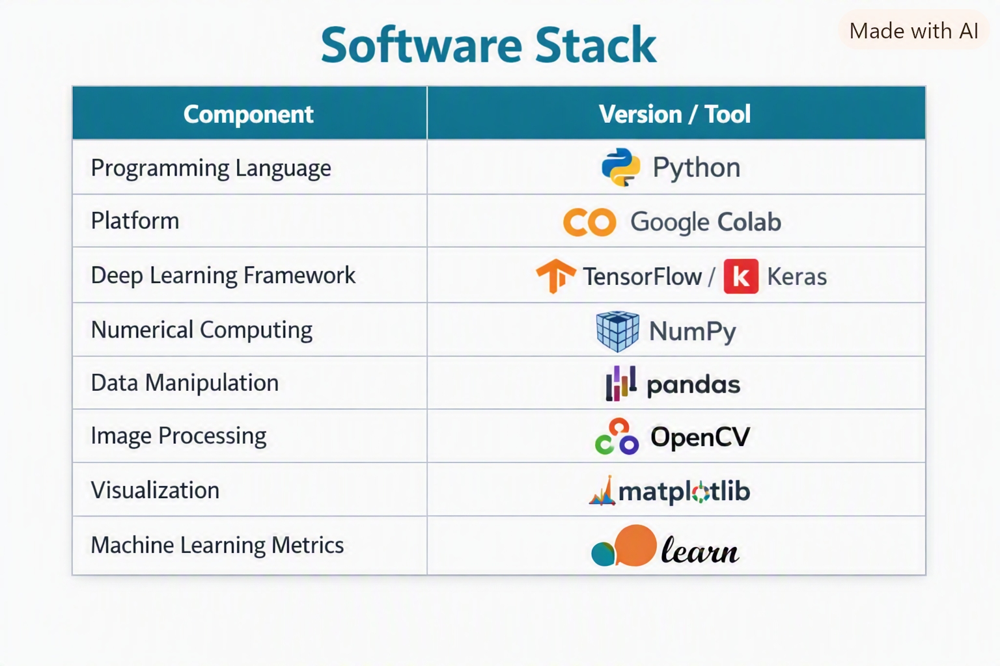 Made with AI
Software Stack
Component Version / Tool
Programming Language Python
Platform CO Google Colab
Deep Learning Framework TensorFlow / k Keras
Numerical Computing NumPy
Data Manipulation pandas
Image Processing OpenCV
Visualization matplotlib
Machine Learning Metrics learn